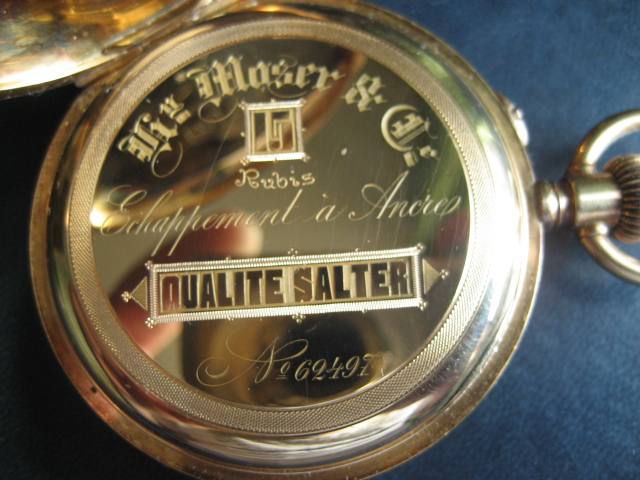 Hy Moser & Cie
15
Rubis
Echappement à Ancre
QUALITE SALTER
No 62497